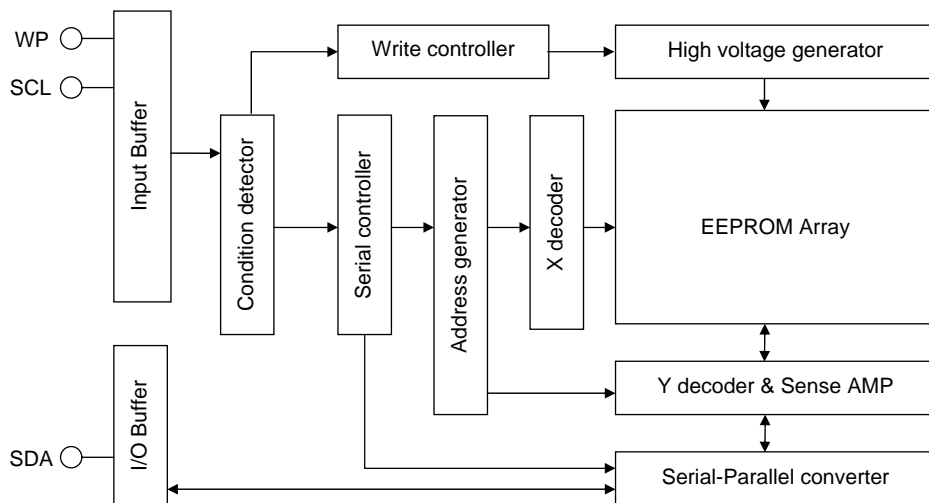 WP
SCL
SDA
Input Buffer
I/O Buffer
Condition detector
Write controller
Serial controller
Address generator
X decoder
High voltage generator
EEPROM Array
Y decoder & Sense AMP
Serial-Parallel converter